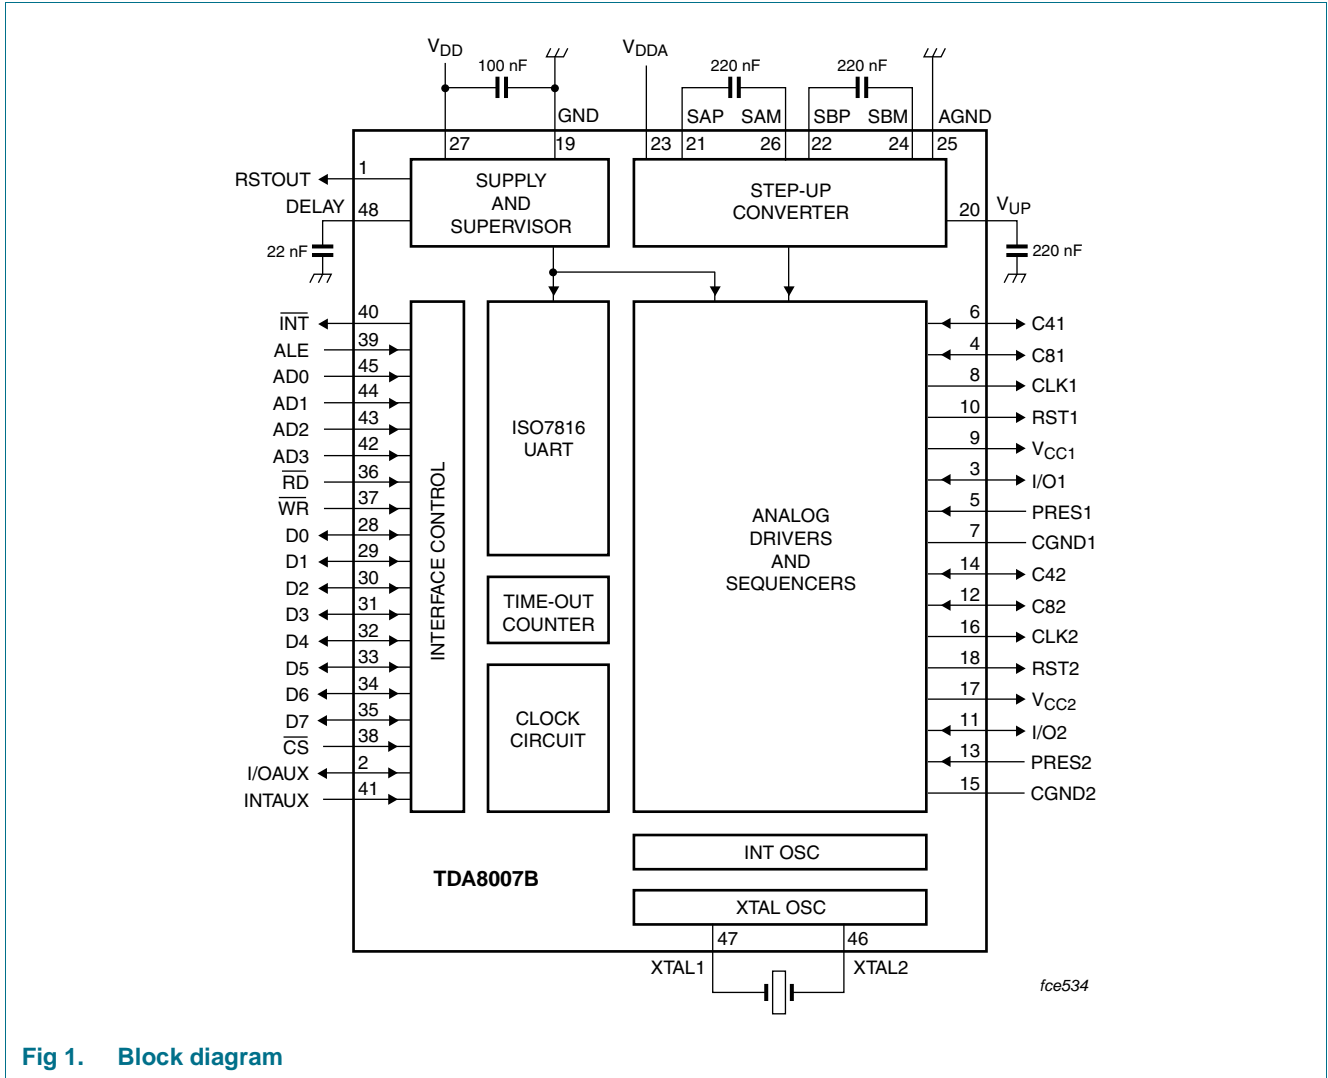 VDD
100 nF
VDDA
220 nF
220 nF
GND
SAP
SAM
SBP
SBM
AGND
27
19
23
21
26
22
24
25
RSTOUT
1
SUPPLY
AND
SUPERVISOR
STEP-UP
CONVERTER
DELAY
48
22 nF
20
VUP
220 nF
INT
40
ALE
39
AD0
45
AD1
44
AD2
43
AD3
42
RD
36
WR
37
D0
28
D1
29
D2
30
D3
31
D4
32
D5
33
D6
34
D7
35
CS
38
I/OAUX
2
INTAUX
41
INTERFACE CONTROL
ISO7816
UART
TIME-OUT
COUNTER
CLOCK
CIRCUIT
ANALOG
DRIVERS
AND
SEQUENCERS
6
C41
4
C81
8
CLK1
10
RST1
9
VCC1
3
I/O1
5
PRES1
7
CGND1
14
C42
12
C82
16
CLK2
18
RST2
17
VCC2
11
I/O2
13
PRES2
15
CGND2
INT OSC
TDA8007B
XTAL OSC
47
46
XTAL1
XTAL2
fce534
Fig 1. Block diagram